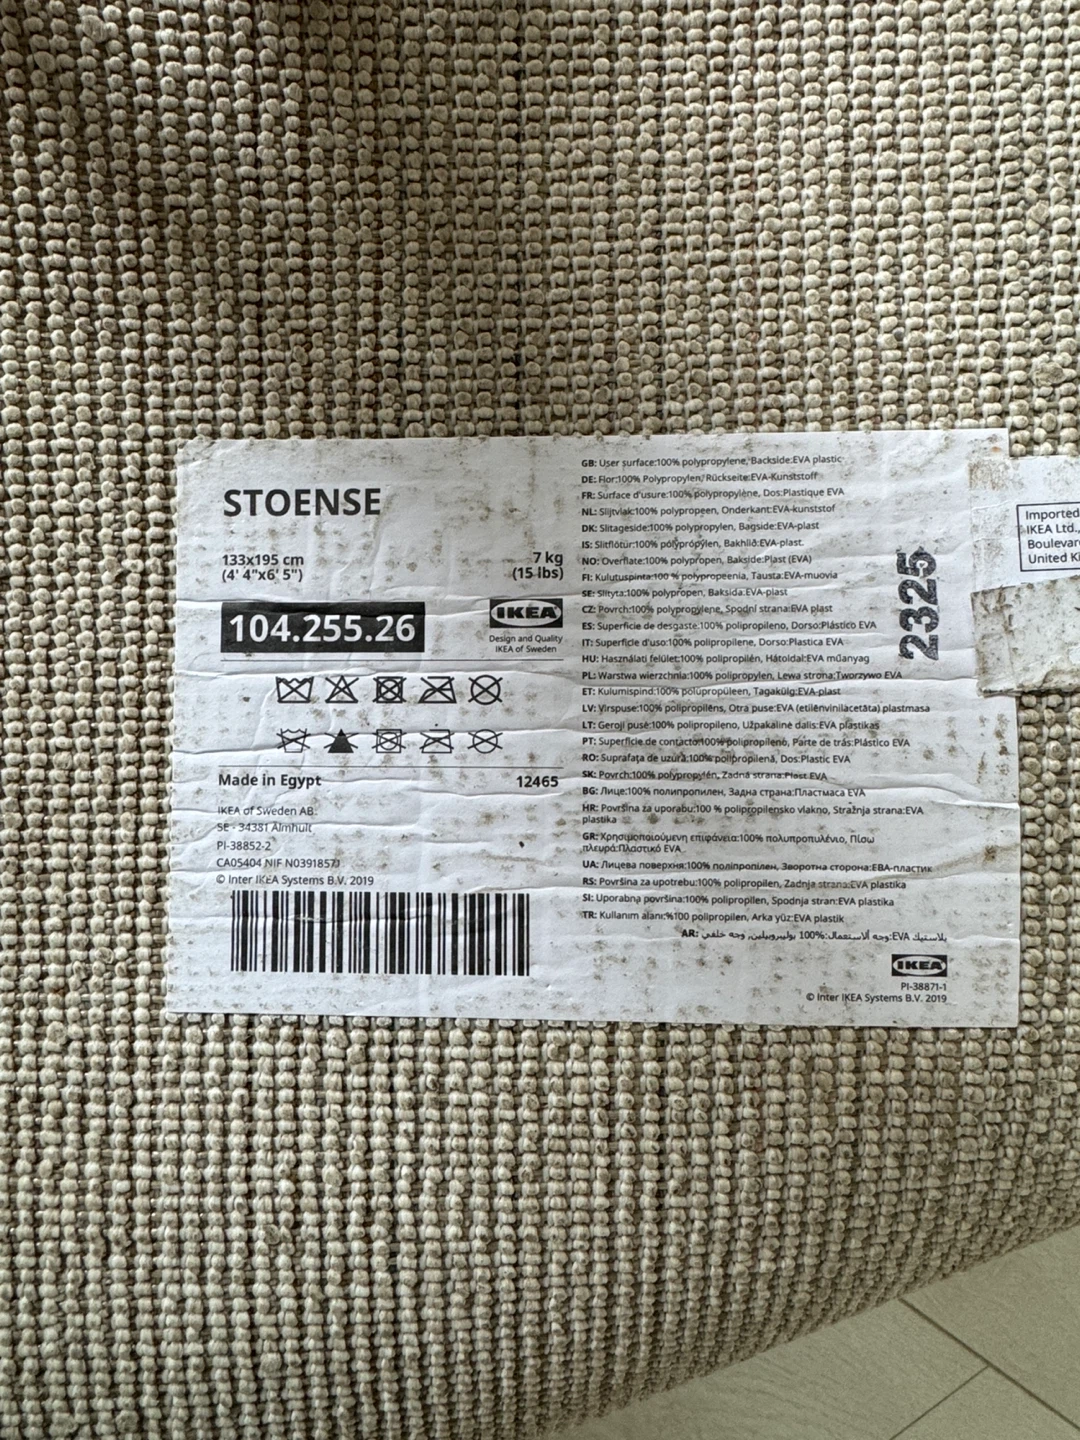 STOENSE
133x195 cm
(4' 4"x6' 5")
7 kg
(15 lbs)
104.255.26
IKEA
Design and Quality
IKEA of Sweden
Made in Egypt
12465
IKEA of Sweden AB
SE - 34381 Älmhult
PI-38852-2
CA05404 NIF N0391857J
© Inter IKEA Systems B.V. 2019
GB: User surface:100% polypropylene, Backside:EVA plastic
DE: Flor:100% Polypropylen, Rückseite:EVA-Kunststoff
FR: Surface d'usure:100% polypropylène, Dos:Plastique EVA
NL: Slijtvlak:100% polypropeen, Onderkant:EVA-kunststof
DK: Slitageside:100% polypropylen, Bagside:EVA-plast
IS: Slitflötur:100% pólýprópýlen, Bakhlið:EVA-plast.
NO: Overflate:100% polypropen, Bakside:Plast (EVA)
FI: Kulutuspinta:100 % polypropeenia, Tausta:EVA-muovia
SE: Slityta:100% polypropen, Baksida:EVA-plast
CZ: Povrch:100% polypropylene, Spodní strana:EVA plast
ES: Superficie de desgaste:100% polipropileno, Dorso:Plástico EVA
IT: Superficie d'uso:100% polipropilene, Dorso:Plastica EVA
HU: Használati felület:100% polipropilén, Hátoldal:EVA műanyag
PL: Warstwa wierzchnia:100% polipropylen, Lewa strona:Tworzywo EVA
ET: Kulumispind:100% polüpropüleen, Tagakülg:EVA-plast
LV: Virspuse:100% polipropilēns, Otra puse:EVA (etilēnvinilacetāta) plastmasa
LT: Geroji pusė:100% polipropileno, Užpakalinė dalis:EVA plastikas
PT: Superfície de contacto:100% polipropileno, Parte de trás:Plástico EVA
RO: Suprafaţa de uzură:100% polipropilenă, Dos:Plastic EVA
SK: Povrch:100% polypropylén, Zadná strana:Plast EVA
BG: Лице:100% полипропилен, Задна страна:Пластмаса EVA
HR: Površina za uporabu:100 % polipropilensko vlakno, Stražnja strana:EVA
plastika
GR: Χρησιμοποιούμενη επιφάνεια:100% πολυπροπυλένιο, Πίσω
πλευρά:Πλαστικό EVA
UA: Лицева поверхня:100% поліпропілен, Зворотна сторона:ЕВА-пластик
RS: Površina za upotrebu:100% polipropilen, Zadnja strana:EVA plastika
SI: Uporabna površina:100% polipropilen, Spodnja stran:EVA plastika
TR: Kullanım alanı:%100 polipropilen, Arka yüz:EVA plastik
AR: وجه الاستعمال:100% بوليبروبيلين, وجه خلفي:EVA بلاستيك
IKEA
PI-38871-1
© Inter IKEA Systems B.V. 2019
2325
Imported
IKEA Ltd.
Boulevar
United Ki